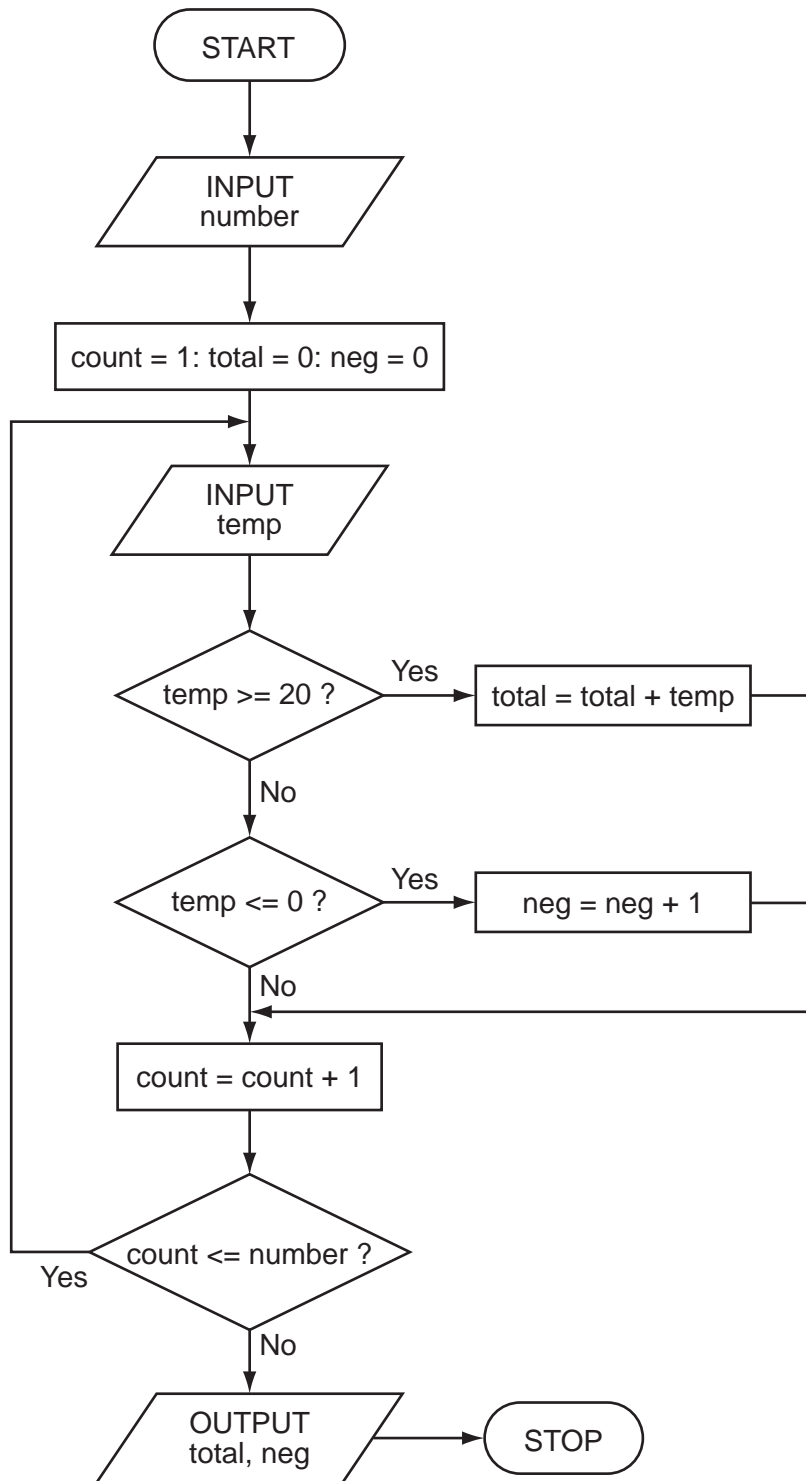 START
INPUT
number
count = 1: total = 0: neg = 0
INPUT
temp
temp >= 20 ?
Yes
total = total + temp
No
temp <= 0 ?
Yes
neg = neg + 1
No
count = count + 1
count <= number ?
Yes
No
OUTPUT
total, neg
STOP